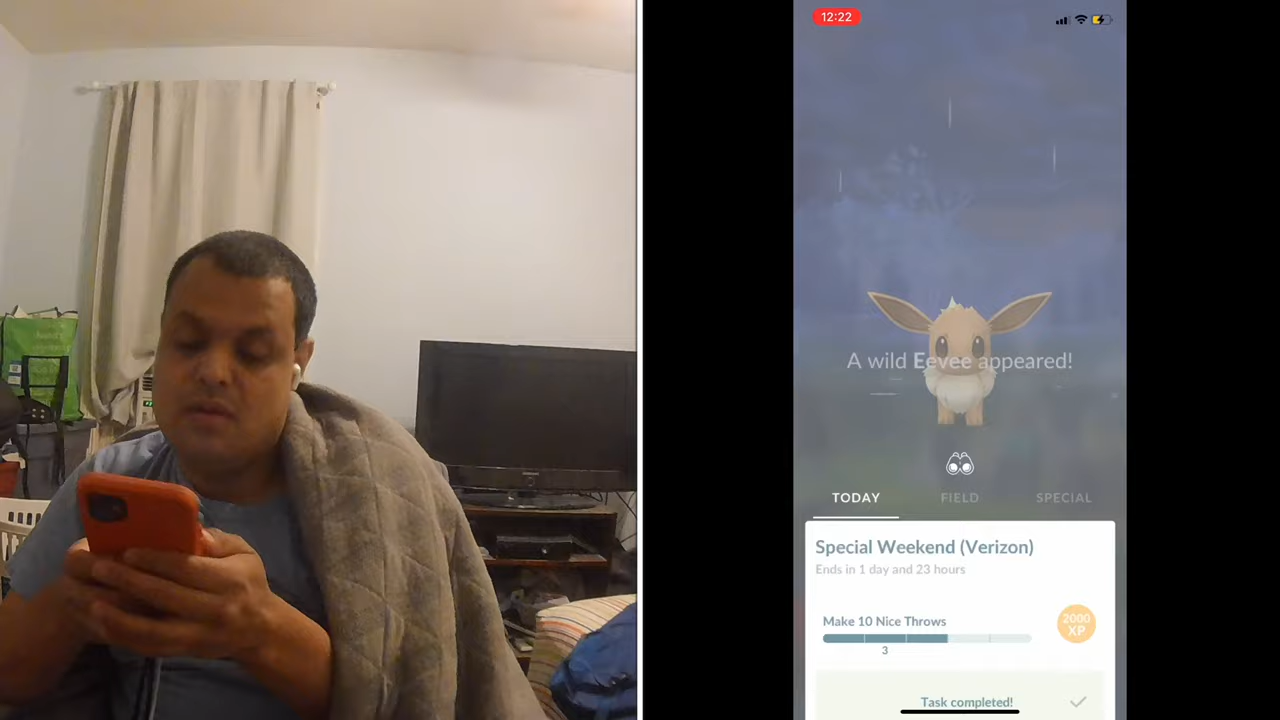 12:22
A wild Eevee appeared!
TODAY FIELD SPECIAL
Special Weekend (Verizon)
Ends in 1 day and 23 hours
Make 10 Nice Throws
2000
XP
3
Task completed!